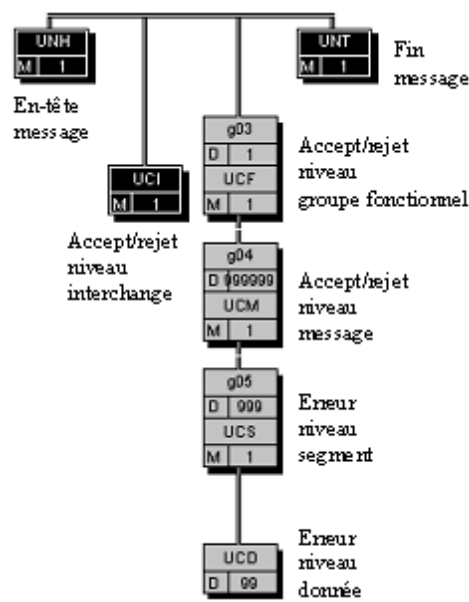 UNH
M 1
En-tête
message
UNT
M 1
Fin
message
UCI
M 1
Accept/rejet
niveau
interchange
g03
D 1
UCF
M 1
Accept/rejet
niveau
groupe fonctionnel
g04
D 999999
UCM
M 1
Accept/rejet
niveau
message
g05
D 999
UCS
M 1
Erreur
niveau
segment
UCD
D 99
Erreur
niveau
donnée